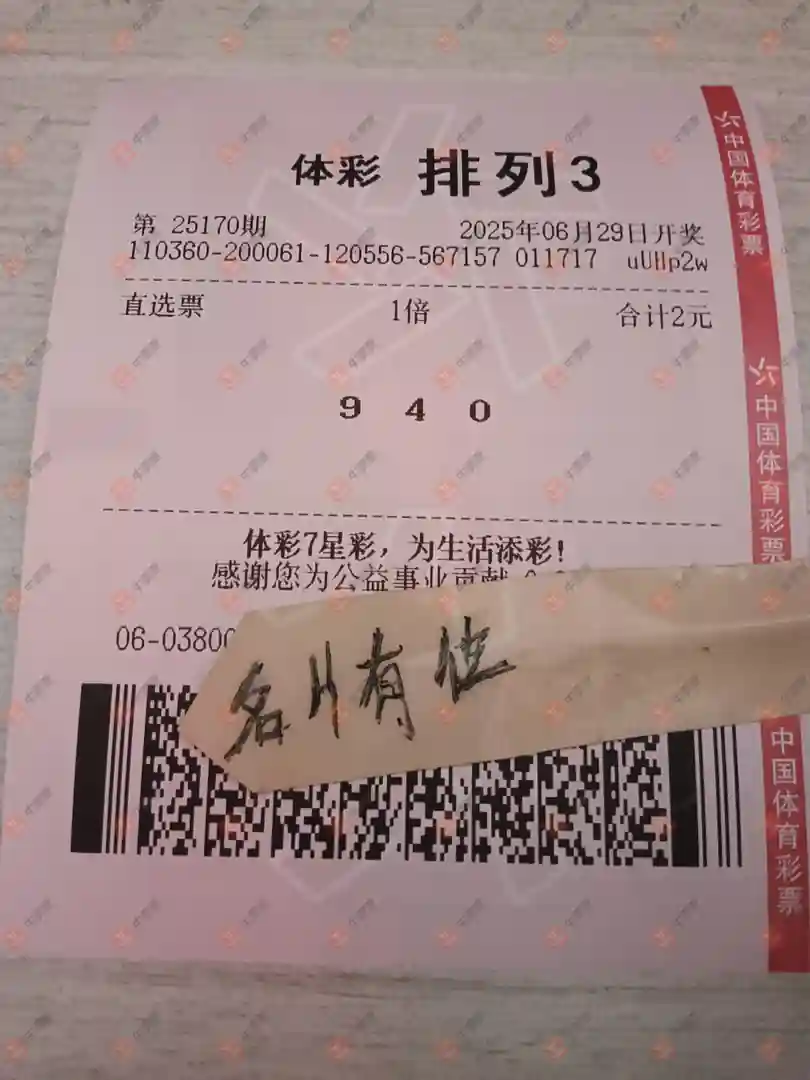 体彩 排列3
第 25170期 2025年06月29日开奖
110360-200061-120556-567157 011717 uUHp2w
直选票 1倍 合计2元
9 4 0
体彩7星彩，为生活添彩！
感谢您为公益事业贡献
06-03800
中国体育彩票
中国体育彩票
中国体育彩票